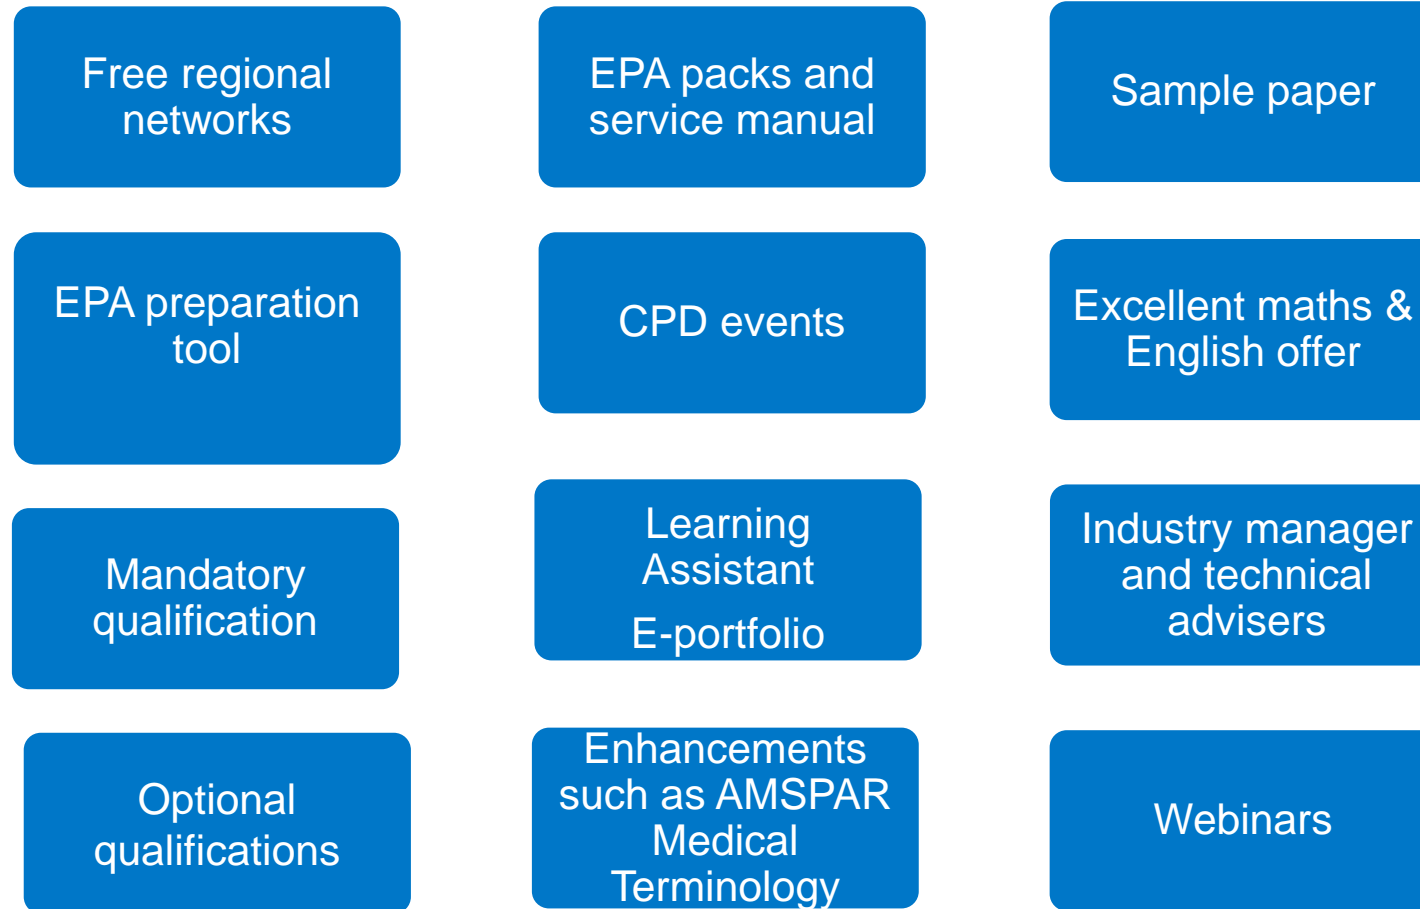 Free regional
networks
EPA packs and
service manual
Sample paper
EPA preparation
tool
CPD events
Excellent maths &
English offer
Mandatory
qualification
Learning
Assistant
E-portfolio
Industry manager
and technical
advisers
Optional
qualifications
Enhancements
such as AMSPAR
Medical
Terminology
Webinars